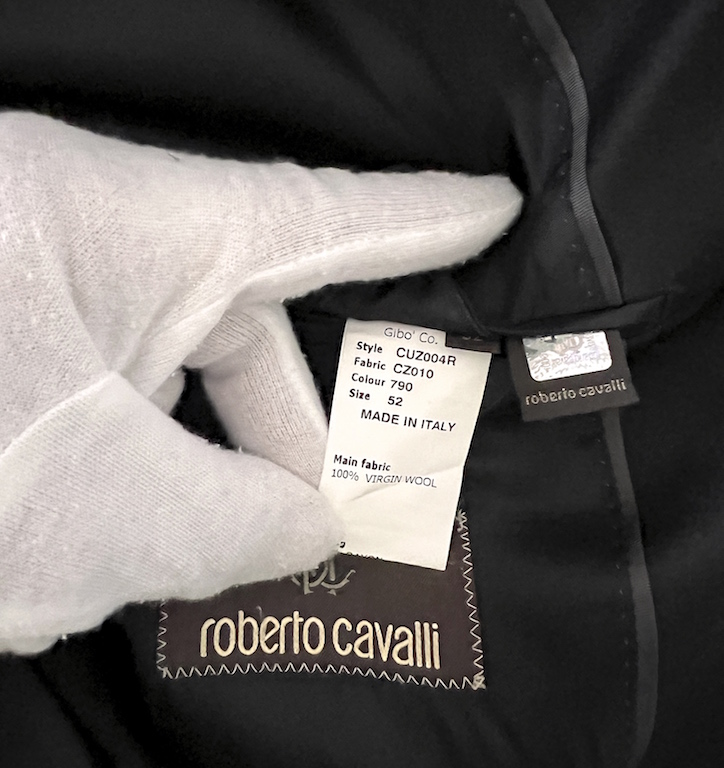 Gibo' Co.
Style CUZ004R
Fabric CZ010
Colour 790
Size 52
MADE IN ITALY
Main fabric
100% VIRGIN WOOL
roberto cavalli
roberto cavalli